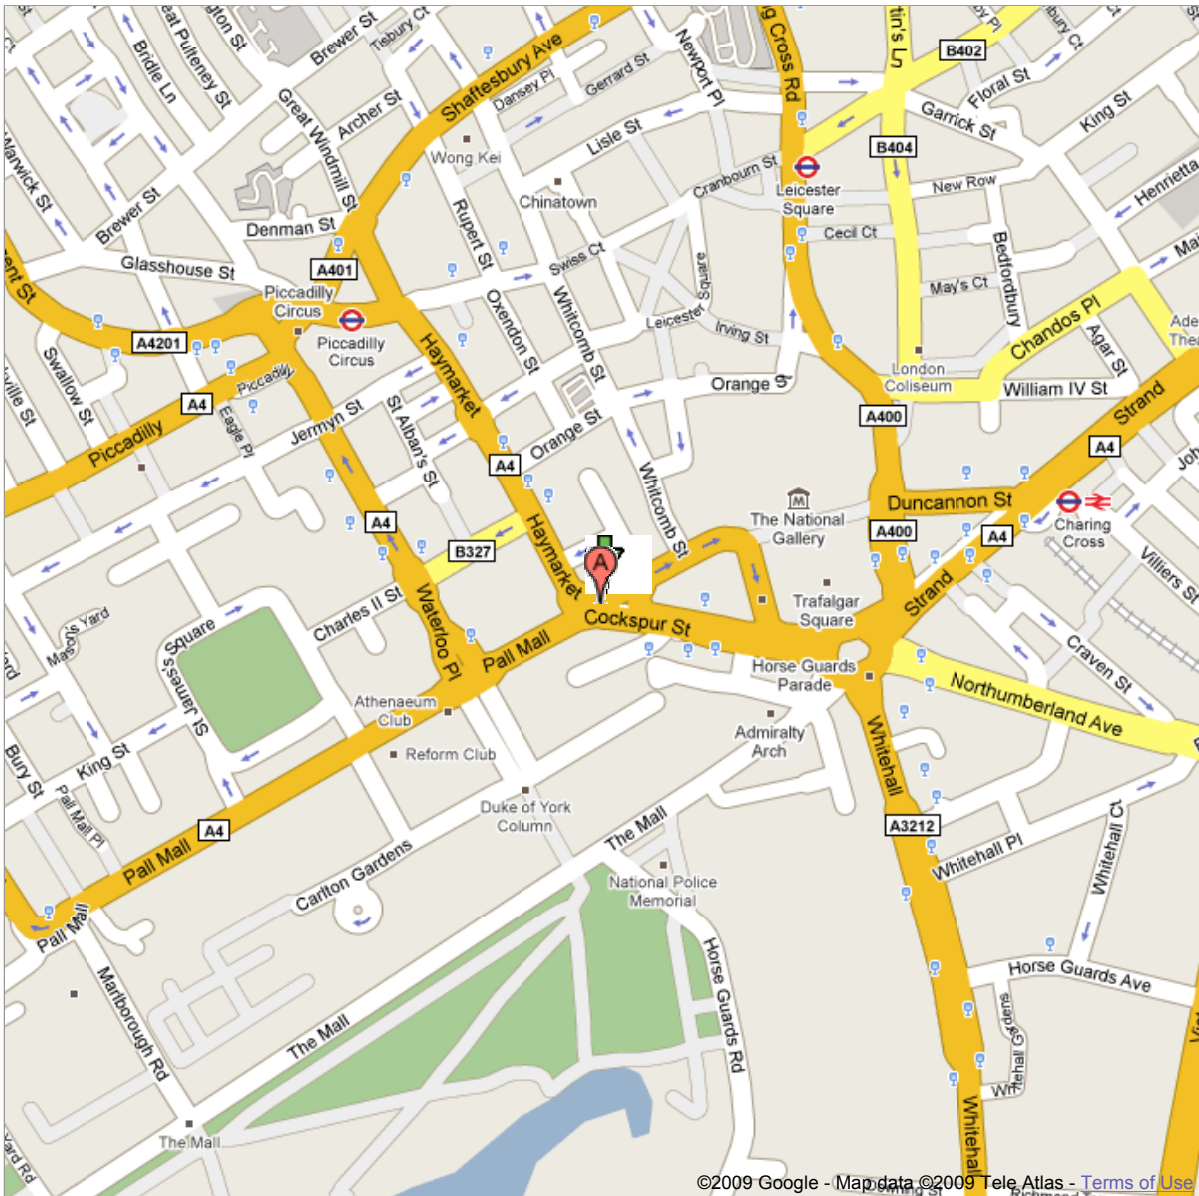 Brewer St
Tisbury Ct
Great Pulteney St
Bridle Ln
Shaftesbury Ave
Newport Pl
B402
Floral St
Dansey Pl
Gerrard St
Great Windmill St
Archer St
Garrick St
King St
Lisle St
B404
Wong Kei
Warwick St
Cranbourn St
Leicester
Square
New Row
Henrietta
Chinatown
Brewer St
Denman St
Rupert St
Cecil Ct
Bedfordbury
Glasshouse St
A401
Swiss Ct
Leicester Square
May's Ct
Piccadilly
Circus
Oxendon St
Whitcomb St
Irving St
Chandos Pl
A4201
Piccadilly
Circus
Haymarket
Agar St
Swallow St
London
Coliseum
Piccadilly
Orange St
William IV St
A4
Eagle Pl
Jermyn St
St Alban's St
A400
Strand
Piccadilly
Orange St
A4
A4
Whitcomb St
Duncannon St
A4
B327
Haymarket
The National
Gallery
A400
A4
Charing
Cross
Villiers St
A
Charles II St
Waterloo Pl
Cockspur St
Trafalgar
Square
Strand
Mason's Yard
St James's
Square
Pall Mall
Horse Guards
Parade
Craven St
Northumberland Ave
Athenaeum
Club
Admiralty
Arch
Whitehall
King St
Reform Club
Bury St
Pall Mall Pl
Duke of York
Column
The Mall
A4
A3212
Whitehall Pl
Whitehall Ct
Pall Mall
Carlton Gardens
National Police
Memorial
Pall Mall
Horse Guards Rd
Horse Guards Ave
Marlborough Rd
The Mall
Whitehall Gardens
Whitehall
The Mall
Whitehall
Downing St
©2009 Google - Map data ©2009 Tele Atlas - Terms of Use